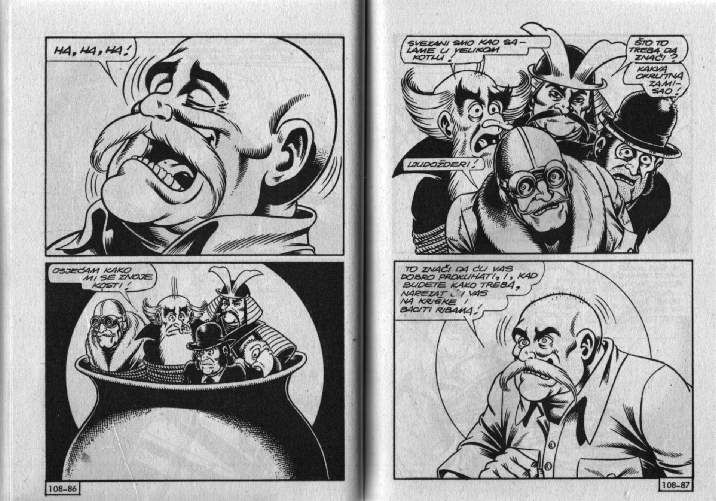 HA, HA, HA!
OSJEĆAM KAKO
MI SE ZNOJE
KOSTI!
108-86
SVEZANI SMO KAO SA-
LAME U VELIKOM
KOTLU!
ŠTO TO
TREBA DA
ZNAČI?
KAKVA
OKRUTNA
ZAMI-
SAO!
LJUDOŽDERI!
TO ZNAČI DA ĆU VAS
DOBRO PROKUHATI, I, KAD
BUDETE KAKO TREBA,
NAREZAT ĆU VAS
NA KRIŠKE I
BACITI RIBAMA!
108-87